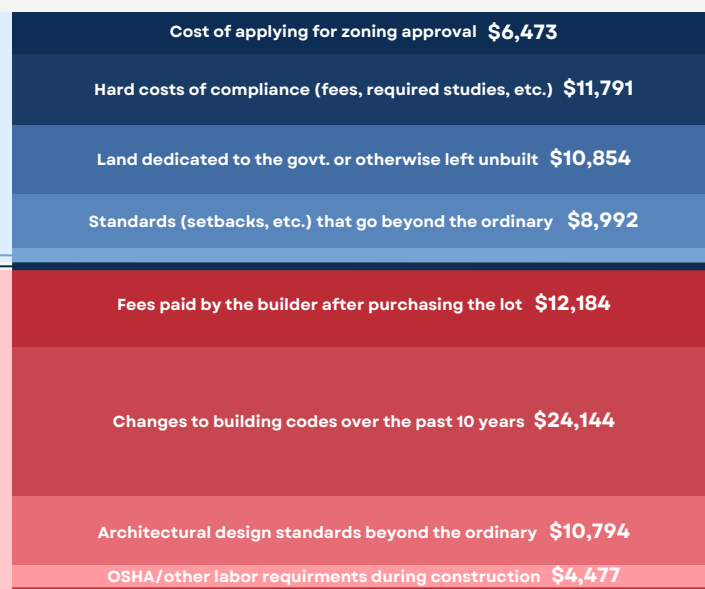 Cost of applying for zoning approval $6,473
Hard costs of compliance (fees, required studies, etc.) $11,791
Land dedicated to the govt. or otherwise left unbuilt $10,854
Standards (setbacks, etc.) that go beyond the ordinary $8,992
Fees paid by the builder after purchasing the lot $12,184
Changes to building codes over the past 10 years $24,144
Architectural design standards beyond the ordinary $10,794
OSHA/other labor requirments during construction $4,477